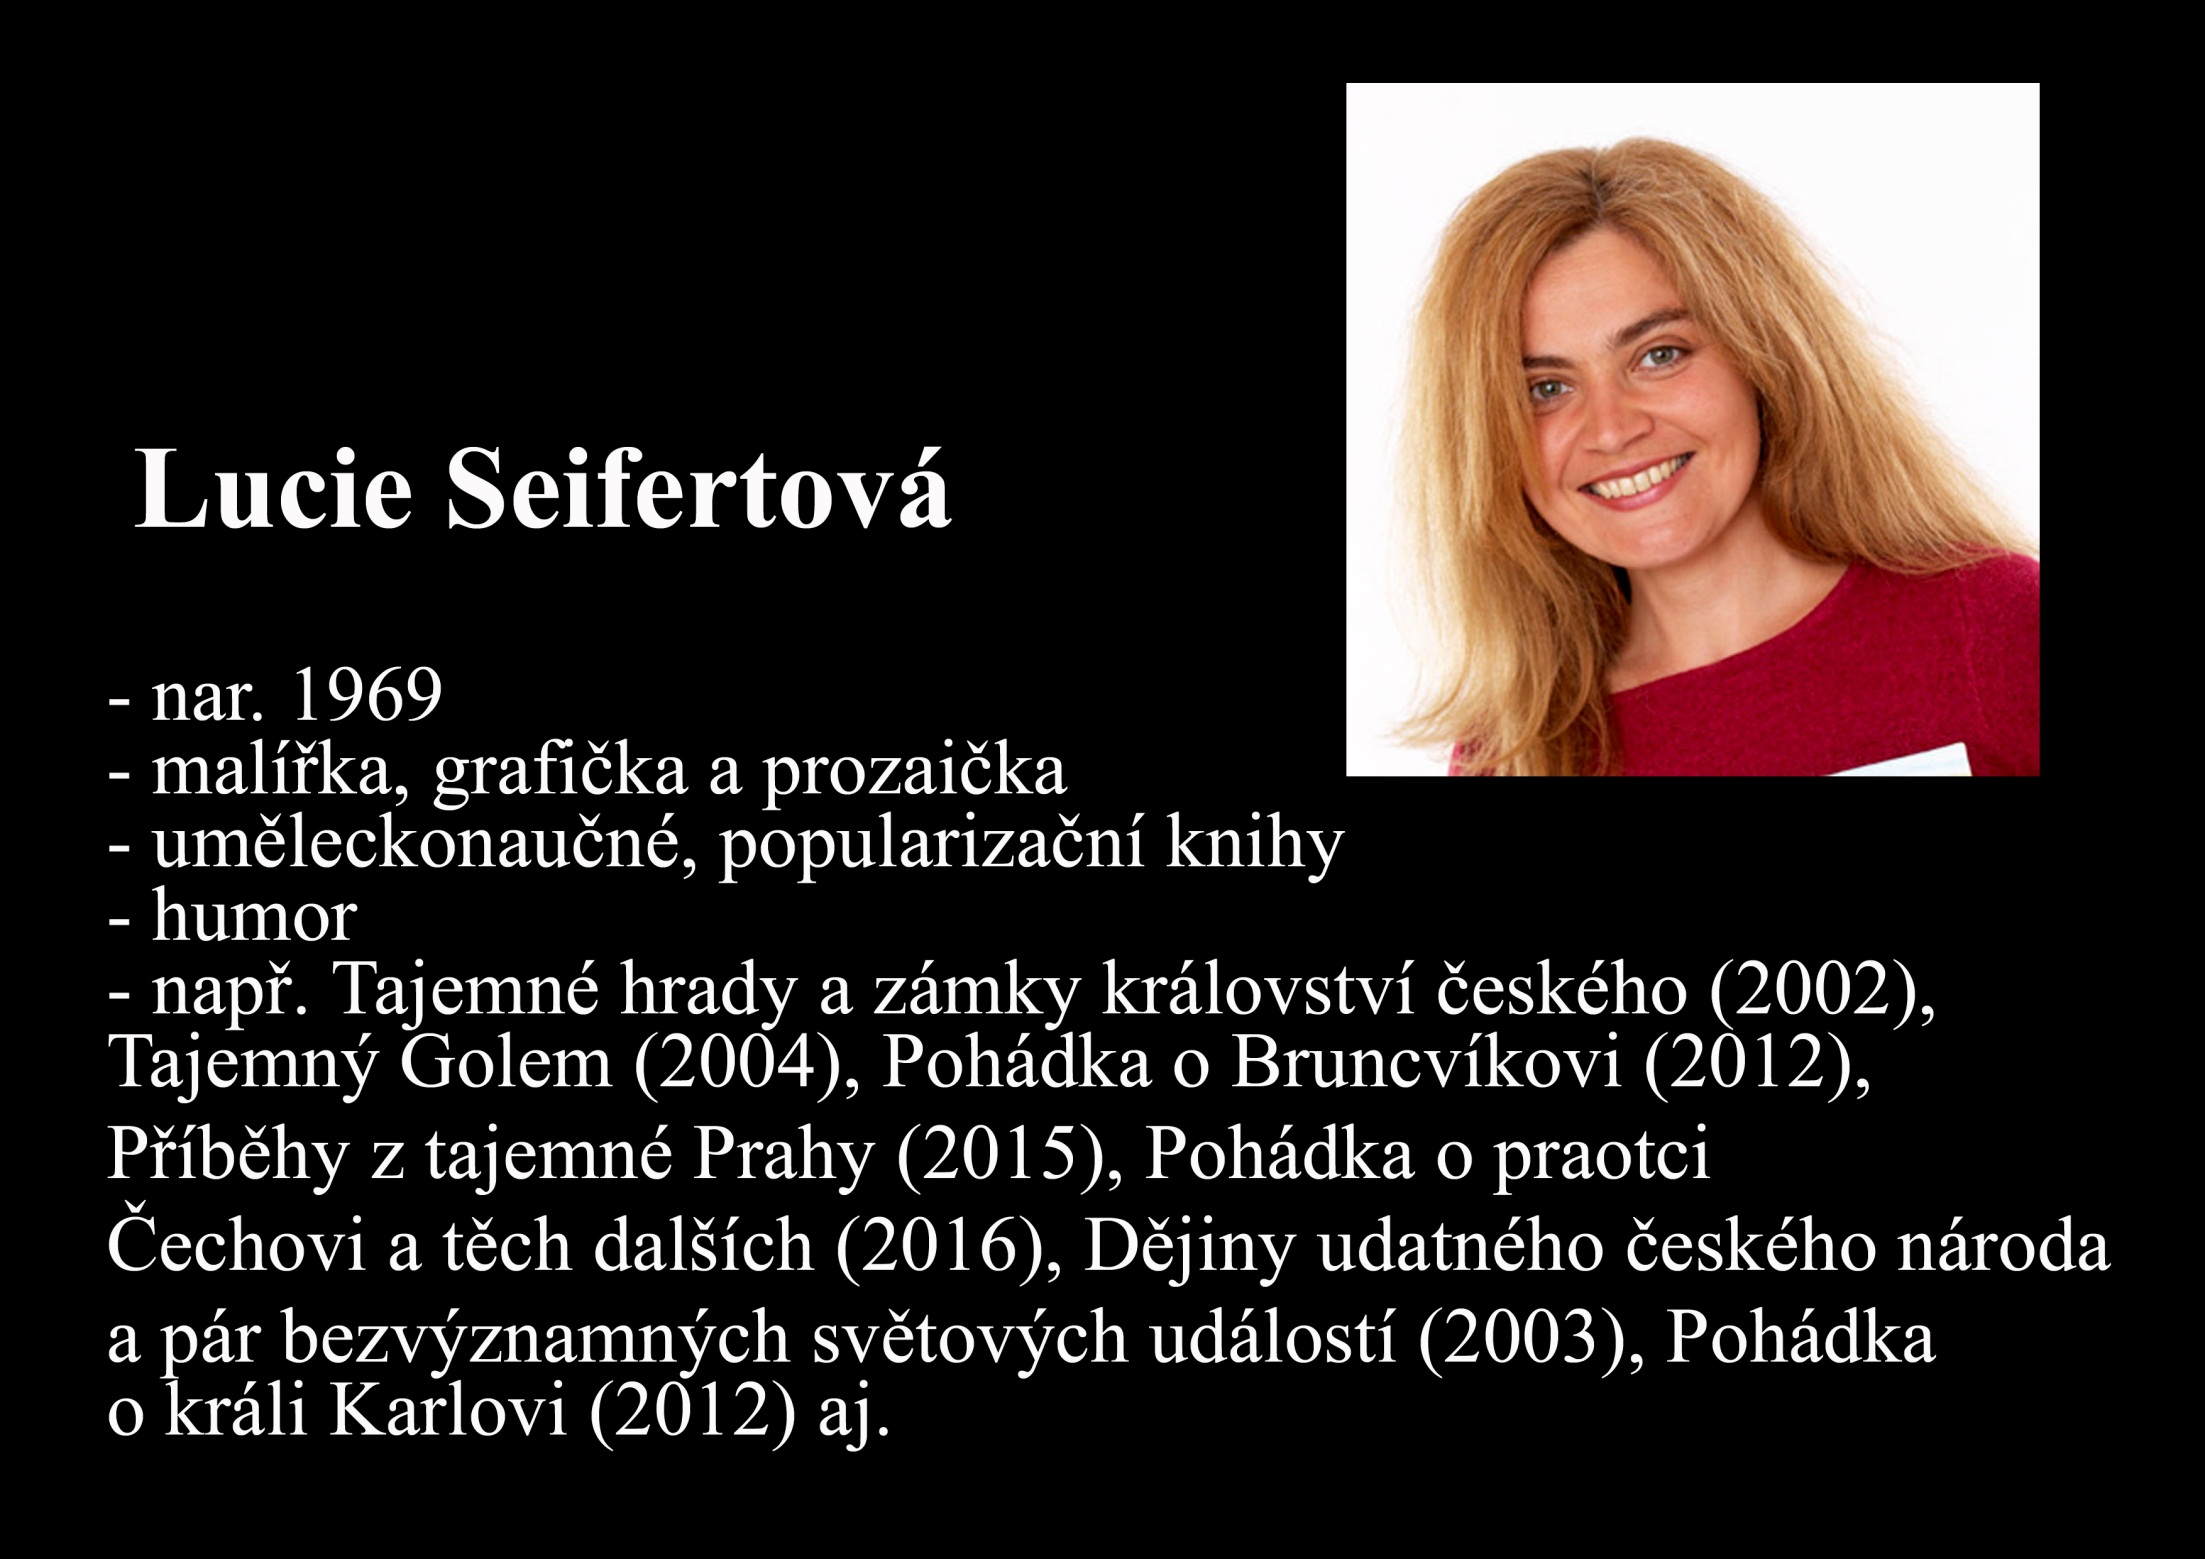 Lucie Seifertová
- nar. 1969
- malířka, grafička a prozaička
- uměleckonaučné, popularizační knihy
- humor
- např. Tajemné hrady a zámky království českého (2002),
Tajemný Golem (2004), Pohádka o Bruncvíkovi (2012),
Příběhy z tajemné Prahy (2015), Pohádka o praotci
Čechovi a těch dalších (2016), Dějiny udatného českého národa
a pár bezvýznamných světových událostí (2003), Pohádka
o králi Karlovi (2012) aj.